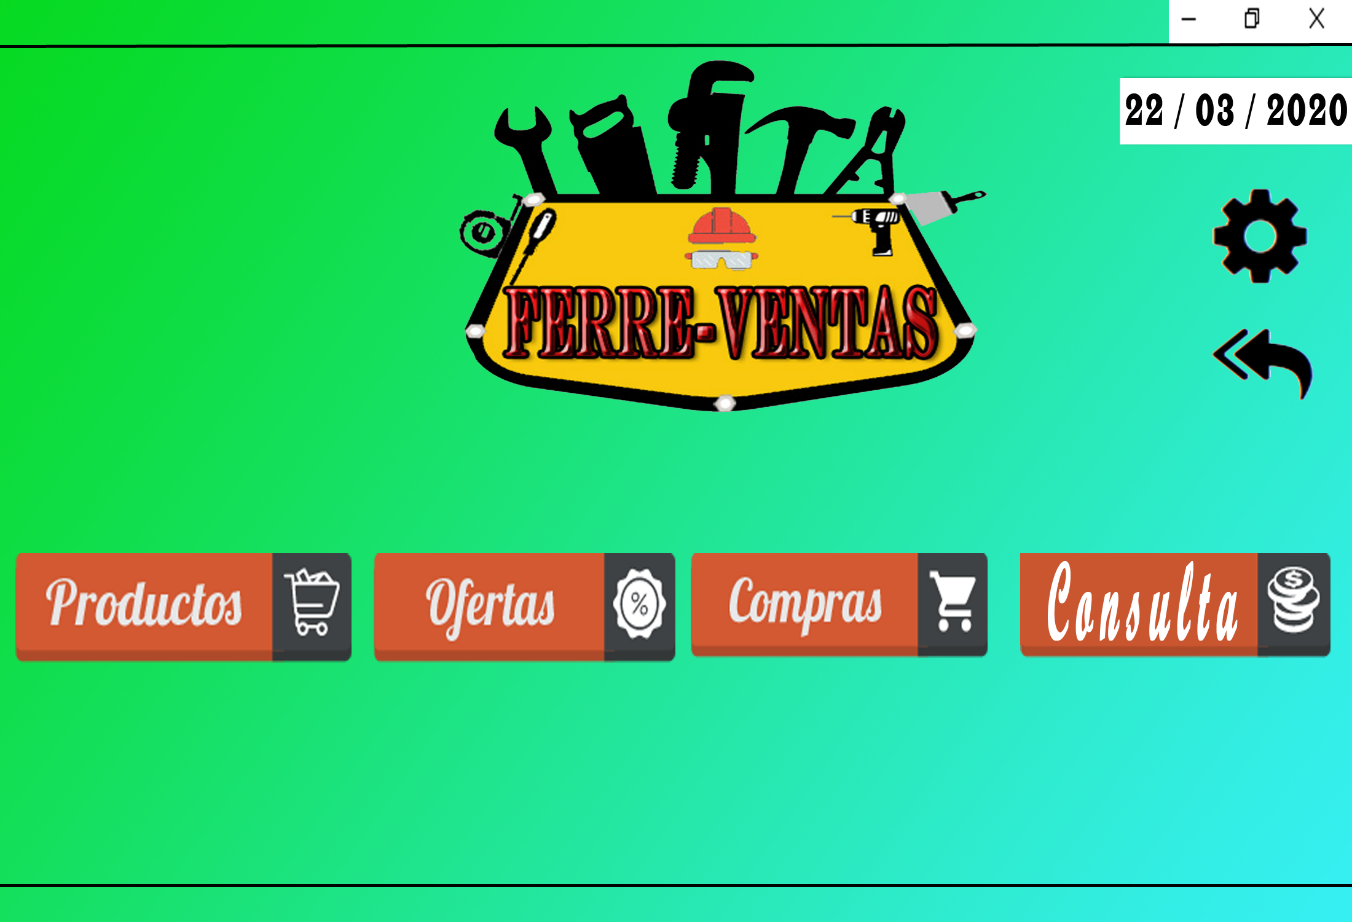 22 / 03 / 2020
FERRE-VENTAS
Productos
Ofertas
%
Compras
Consulta
$